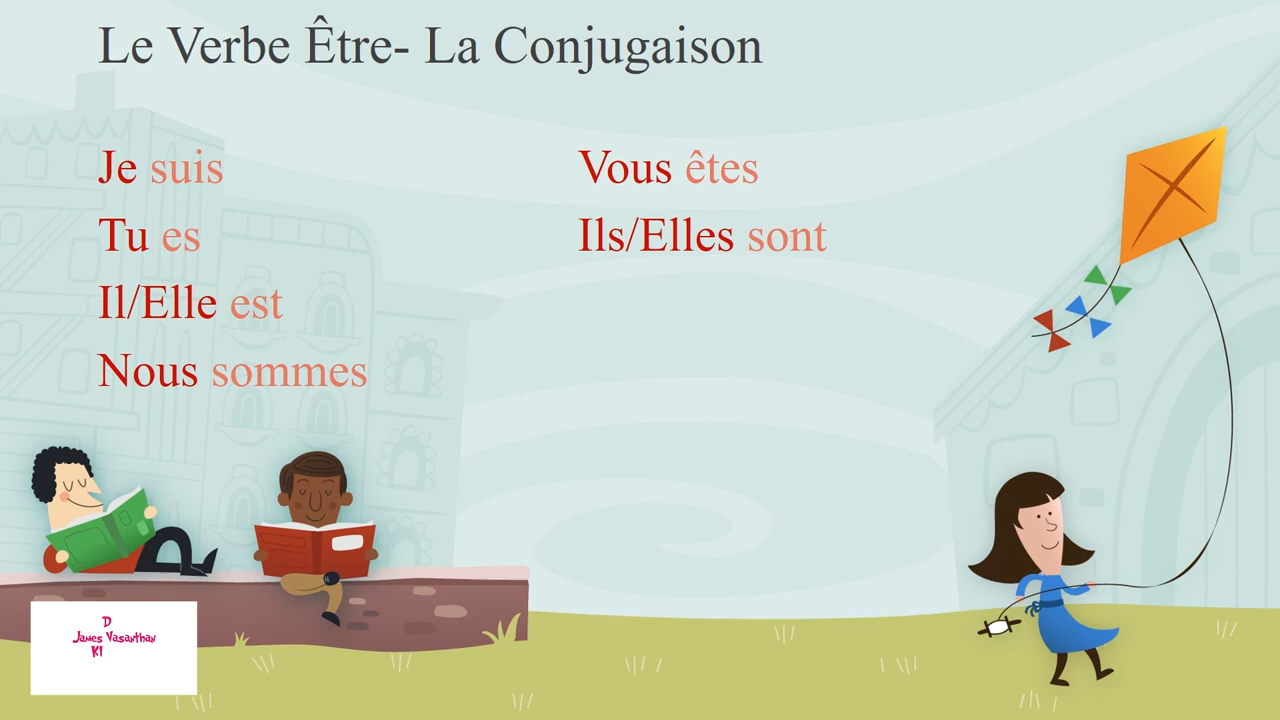 Le Verbe Être- La Conjugaison
Je suis
Tu es
Il/Elle est
Nous sommes
Vous êtes
Ils/Elles sont
D
James Vasanthan
KI